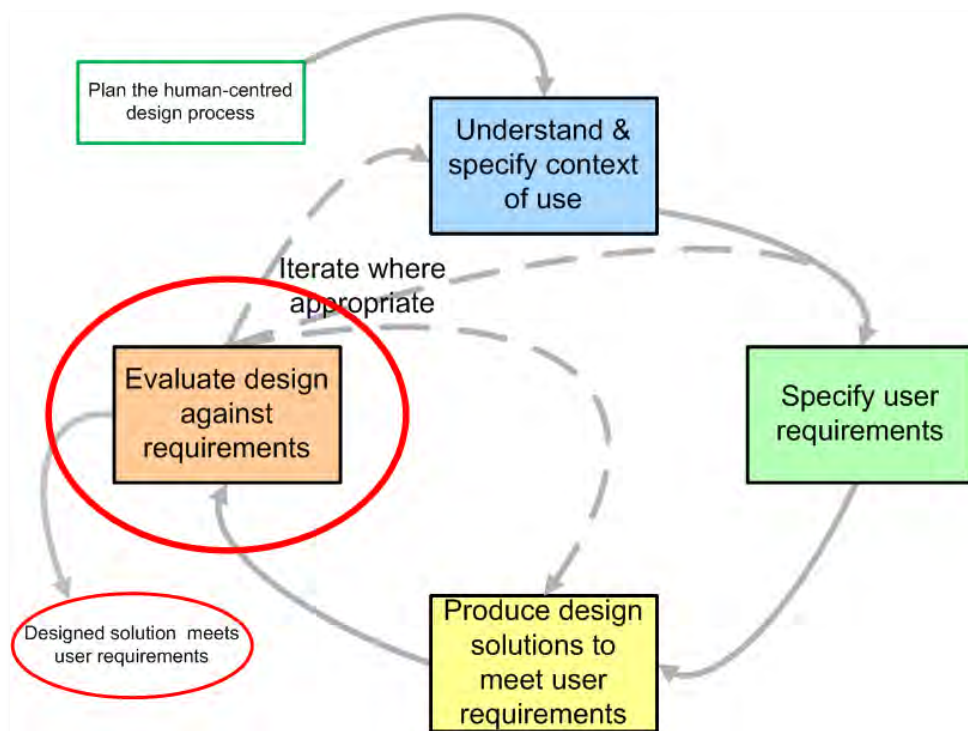 Plan the human-centred
design process
Understand &
specify context
of use
Iterate where
appropriate
Evaluate design
against
requirements
Specify user
requirements
Designed solution meets
user requirements
Produce design
solutions to
meet user
requirements